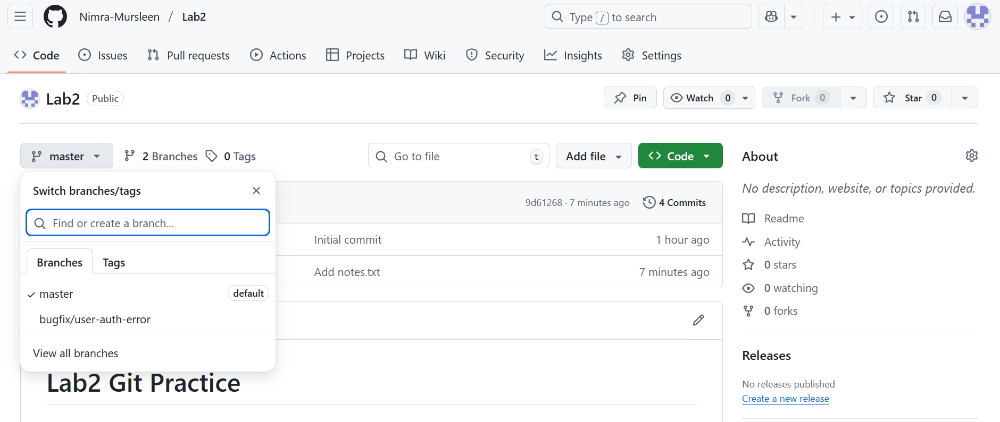 Nimra-Mursleen / Lab2
Type / to search
Code Issues Pull requests Actions Projects Wiki Security Insights Settings
Lab2 Public
Pin Watch 0 Fork 0 Star 0
master 2 Branches 0 Tags
Go to file t
Add file
Code
Switch branches/tags
Find or create a branch...
Branches Tags
master default
bugfix/user-auth-error
View all branches
9d61268 · 7 minutes ago 4 Commits
Initial commit 1 hour ago
Add notes.txt 7 minutes ago
Lab2 Git Practice
About
No description, website, or topics provided.
Readme
Activity
0 stars
0 watching
0 forks
Releases
No releases published
Create a new release